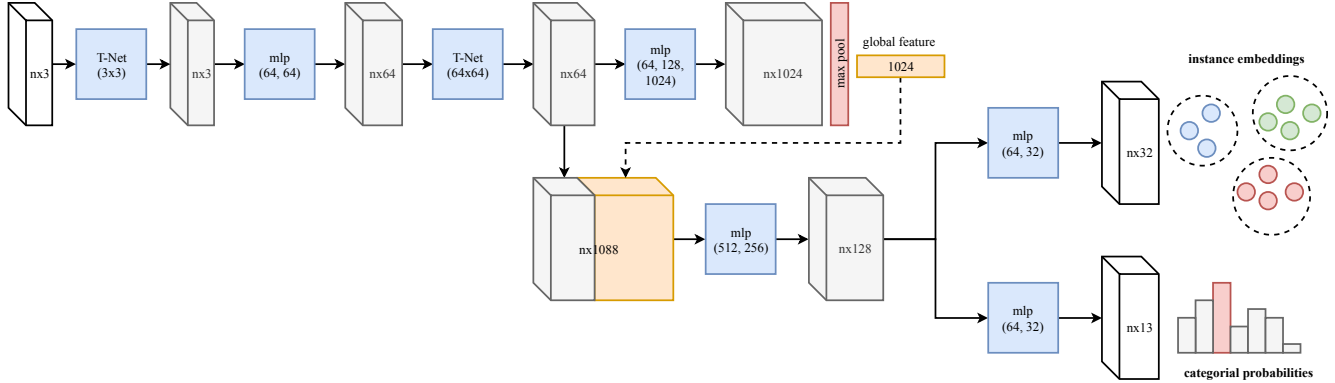 nx3
T-Net
(3x3)
nx3
mlp
(64, 64)
nx64
T-Net
(64x64)
nx64
mlp
(64, 128,
1024)
nx1024
max pool
global feature
1024
nx1088
mlp
(512, 256)
nx128
mlp
(64, 32)
nx32
instance embeddings
mlp
(64, 32)
nx13
categorial probabilities